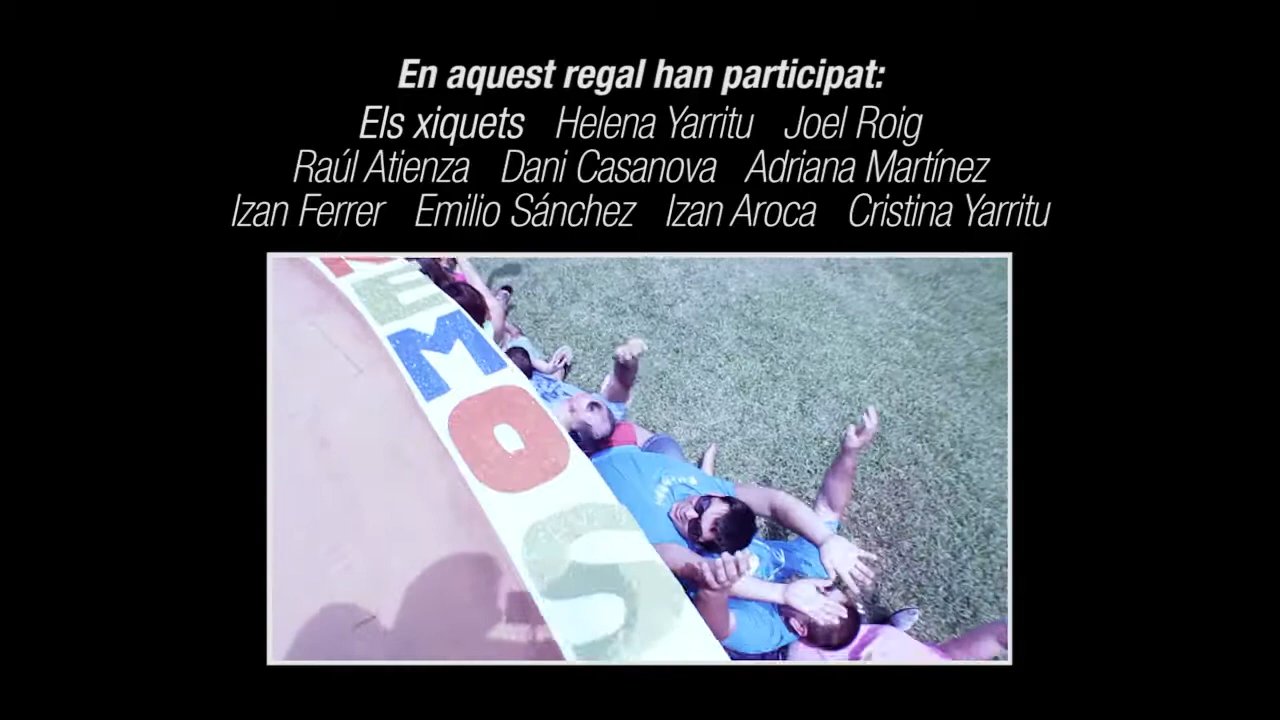 En aquest regal han participat:
Els xiquets Helena Yarritu Joel Roig
Raúl Atienza Dani Casanova Adriana Martínez
Izan Ferrer Emilio Sánchez Izan Aroca Cristina Yarritu
EMOS